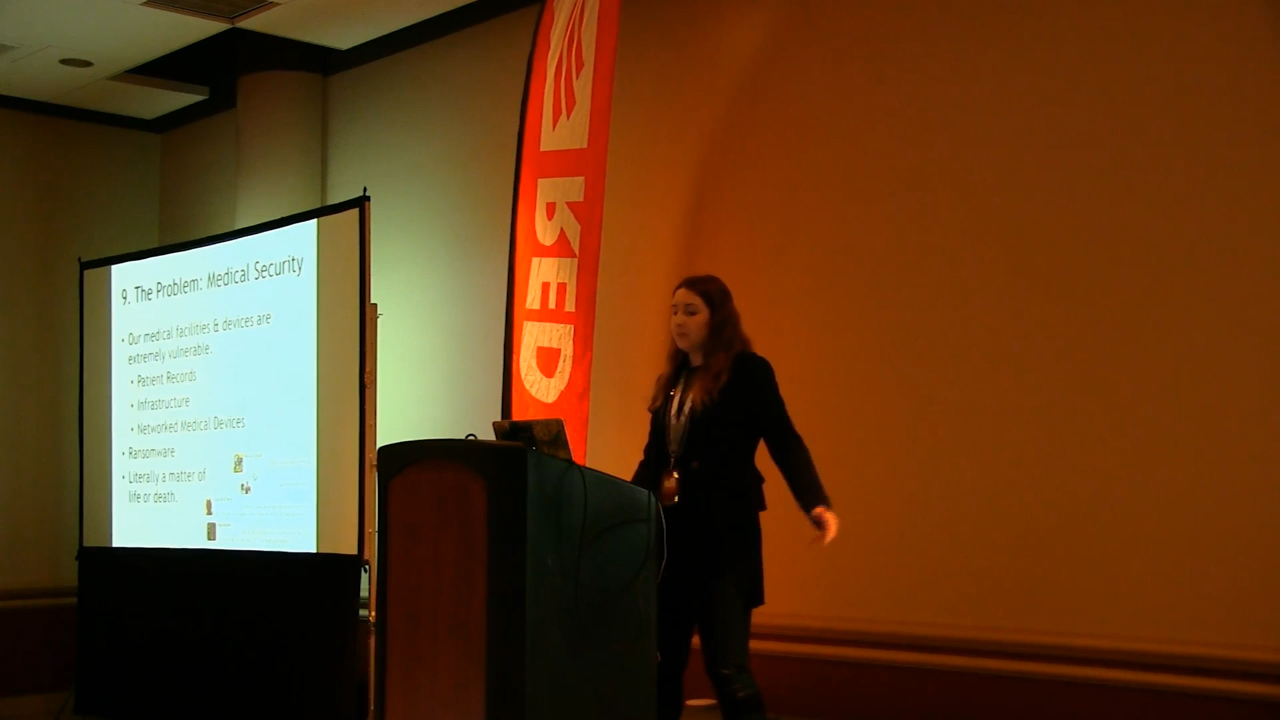 9. The Problem: Medical Security
• Our medical facilities & devices are
extremely vulnerable.
• Patient Records
• Infrastructure
• Networked Medical Devices
• Ransomware
• Literally a matter of
life or death.
RED